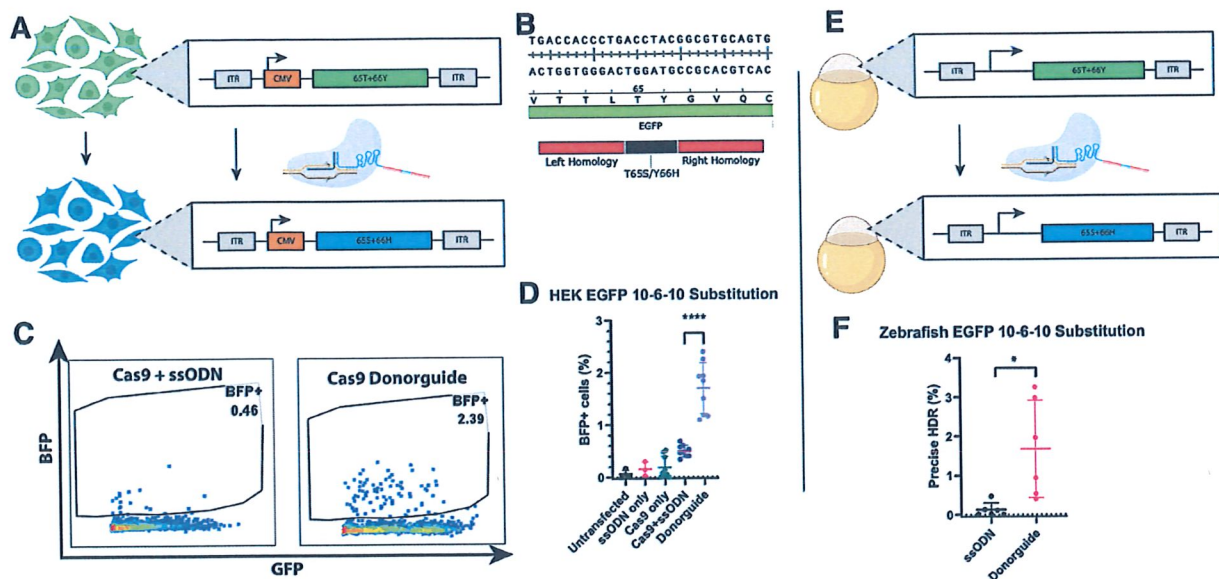 A
ITR
CMV
65T+66Y
ITR
ITR
CMV
65S+66H
ITR
B
TGACCACCCTGACCTACGGCGTGCAGTG
ACTGGTGGGACTGGATGCCGCACGTCAC
65
V T T L T Y G V Q C
EGFP
Left Homology
Right Homology
T65S/Y66H
C
Cas9 + ssODN
BFP+
0.46
Cas9 Donorguide
BFP+
2.39
BFP
GFP
D
HEK EGFP 10-6-10 Substitution
****
BFP+ cells (%)
3
2
1
0
Untransfected
ssODN only
Cas9 only
Cas9+ssODN
Donorguide
E
ITR
65T+66Y
ITR
ITR
65S+66H
ITR
F
Zebrafish EGFP 10-6-10 Substitution
*
Precise HDR (%)
4
3
2
1
0
ssODN
Donorguide